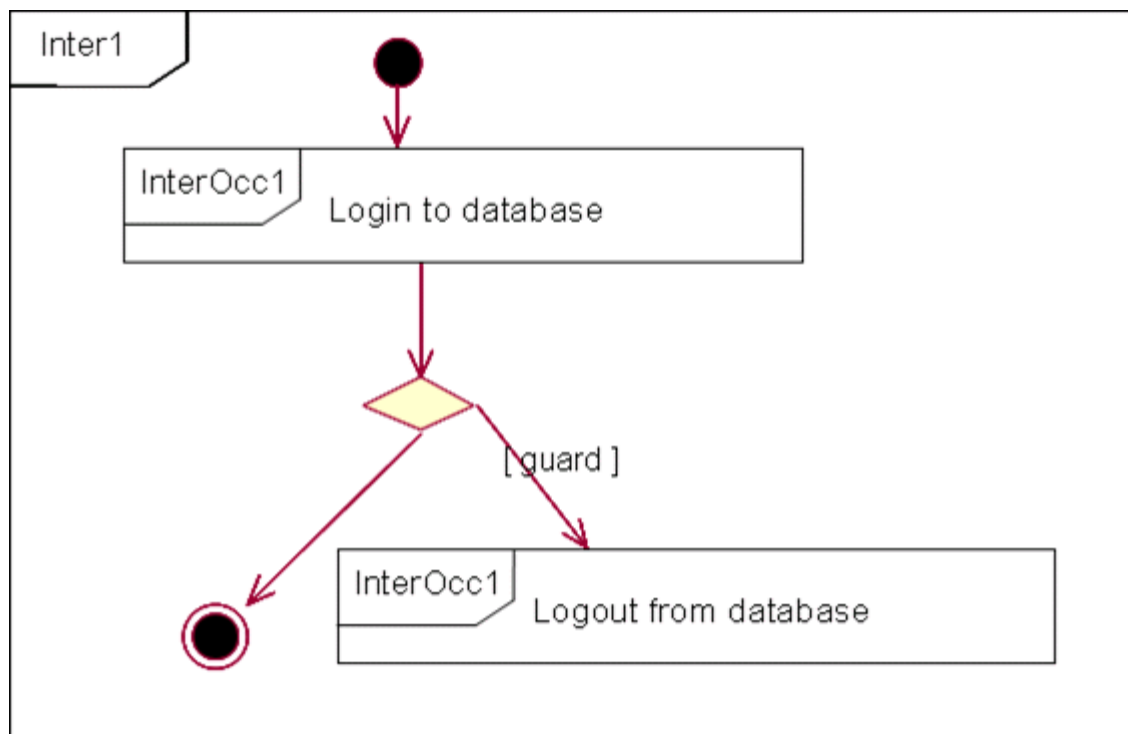 Inter1
InterOcc1
Login to database
[ guard ]
InterOcc1
Logout from database